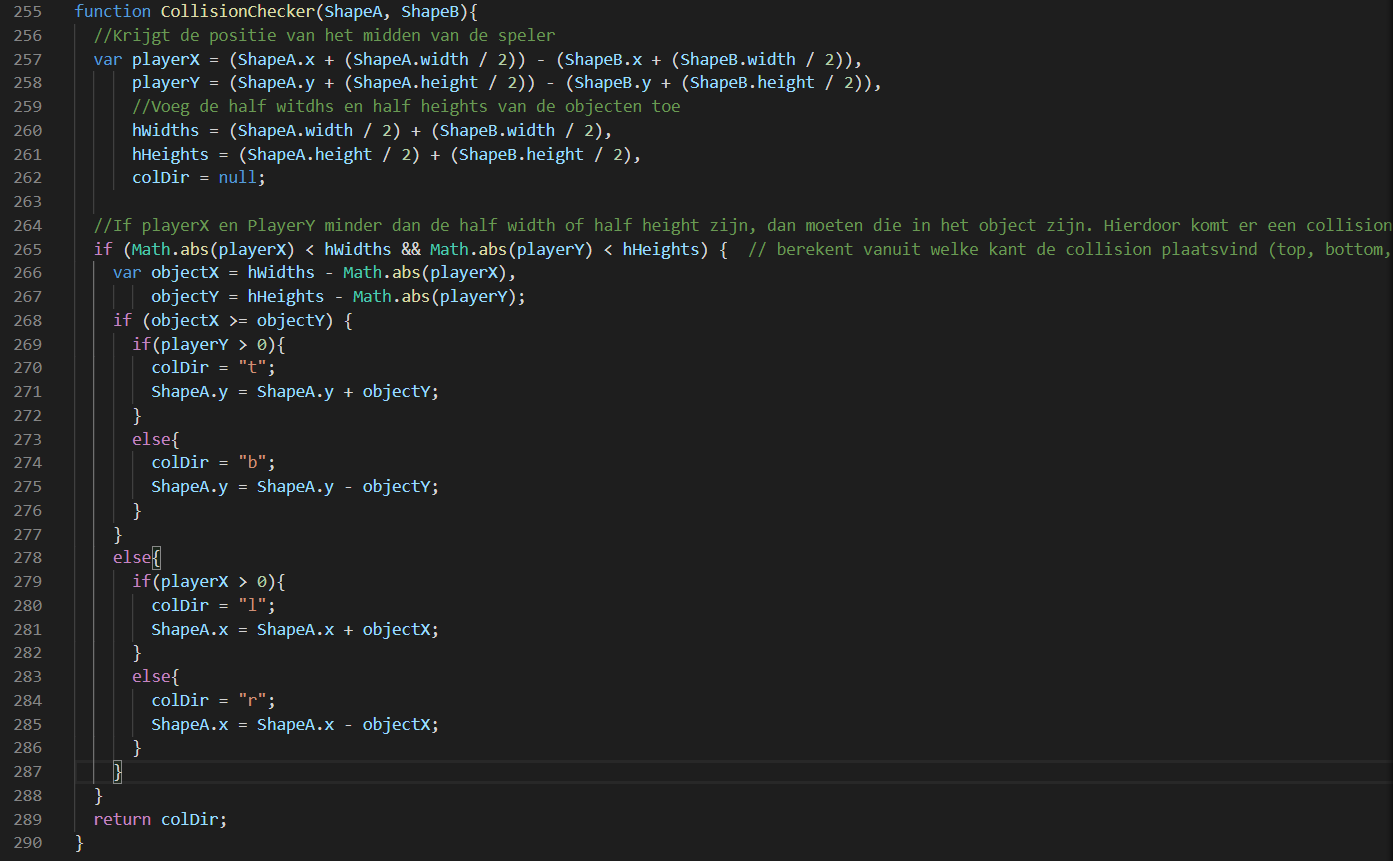 255 function CollisionChecker(ShapeA, ShapeB){
256 //Krijgt de positie van het midden van de speler
257 var playerX = (ShapeA.x + (ShapeA.width / 2)) - (ShapeB.x + (ShapeB.width / 2)),
258 playerY = (ShapeA.y + (ShapeA.height / 2)) - (ShapeB.y + (ShapeB.height / 2)),
259 //Voeg de half witdhs en half heights van de objecten toe
260 hWidths = (ShapeA.width / 2) + (ShapeB.width / 2),
261 hHeights = (ShapeA.height / 2) + (ShapeB.height / 2),
262 colDir = null;
263
264 //If playerX en PlayerY minder dan de half width of half height zijn, dan moeten die in het object zijn. Hierdoor komt er een collision
265 if (Math.abs(playerX) < hWidths && Math.abs(playerY) < hHeights) { // berekent vanuit welke kant de collision plaatsvind (top, bottom,
266 var objectX = hWidths - Math.abs(playerX),
267 objectY = hHeights - Math.abs(playerY);
268 if (objectX >= objectY) {
269 if(playerY > 0){
270 colDir = "t";
271 ShapeA.y = ShapeA.y + objectY;
272 }
273 else{
274 colDir = "b";
275 ShapeA.y = ShapeA.y - objectY;
276 }
277 }
278 else{
279 if(playerX > 0){
280 colDir = "l";
281 ShapeA.x = ShapeA.x + objectX;
282 }
283 else{
284 colDir = "r";
285 ShapeA.x = ShapeA.x - objectX;
286 }
287 }
288 }
289 return colDir;
290 }